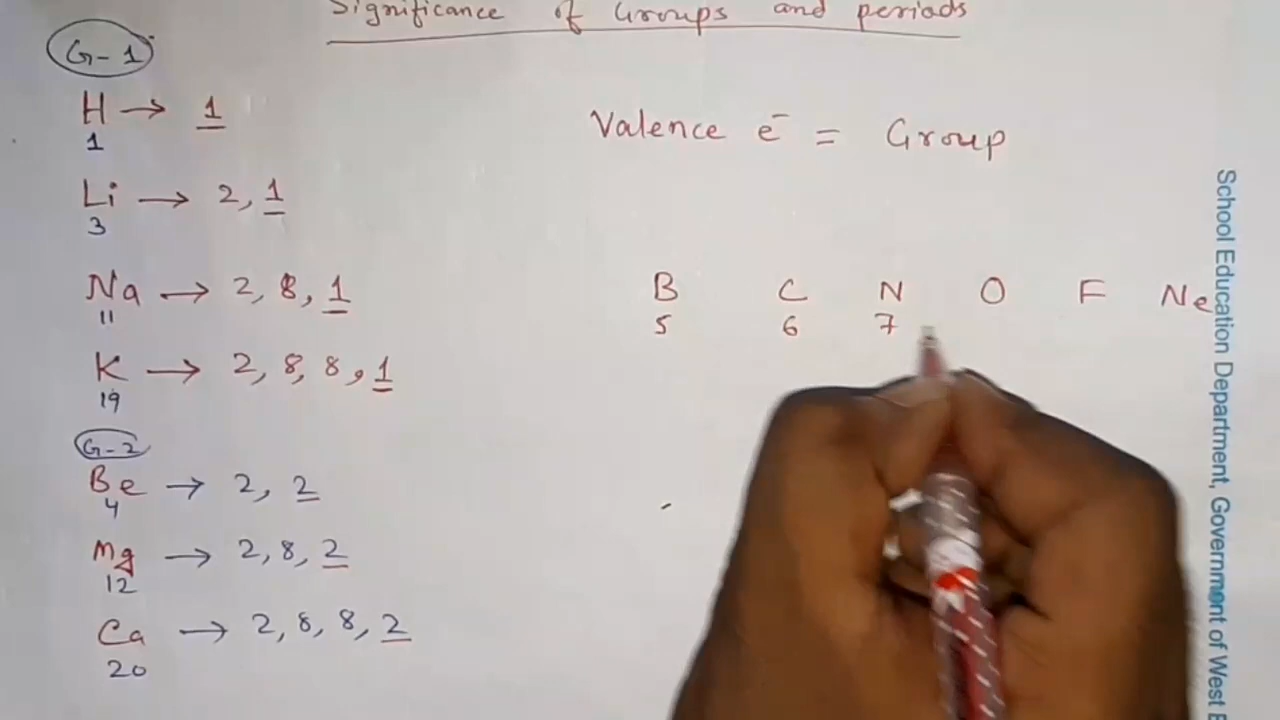 Significance of Groups and periods
G-1
H → 1
1
Li → 2, 1
3
Na → 2, 8, 1
11
K → 2, 8, 8, 1
19
G-2
Be → 2, 2
4
Mg → 2, 8, 2
12
Ca → 2, 8, 8, 2
20
Valence e⁻ = Group
B C N O F Ne
5 6 7
School Education Department, Government of West B